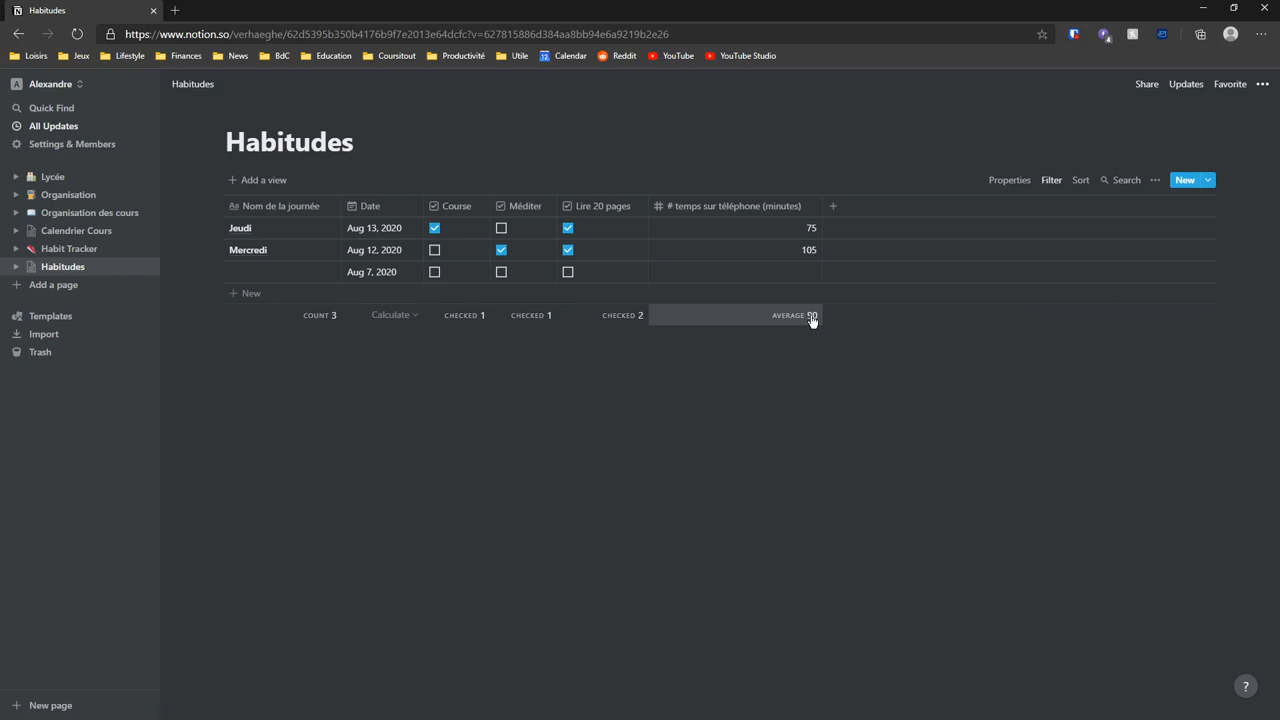 Habitudes
https://www.notion.so/verhaeghe/62d5395b350b4176b9f7e2013e64dcfc?v=627815886d384aa8bb94e6a9219b2e26
Loisirs Jeux Lifestyle Finances News BdC Education Coursitout Productivité Utile Calendar Reddit YouTube YouTube Studio
A Alexandre
Habitudes
Share Updates Favorite
Quick Find
All Updates
Settings & Members
Lycée
Organisation
Organisation des cours
Calendrier Cours
Habit Tracker
Habitudes
Add a page
Templates
Import
Trash
New page
Habitudes
Add a view
Properties Filter Sort Search New
Aa Nom de la journée Date Course Méditer Lire 20 pages # temps sur téléphone (minutes)
Jeudi Aug 13, 2020 75
Mercredi Aug 12, 2020 105
Aug 7, 2020
New
COUNT 3 Calculate CHECKED 1 CHECKED 1 CHECKED 2 AVERAGE 90
?